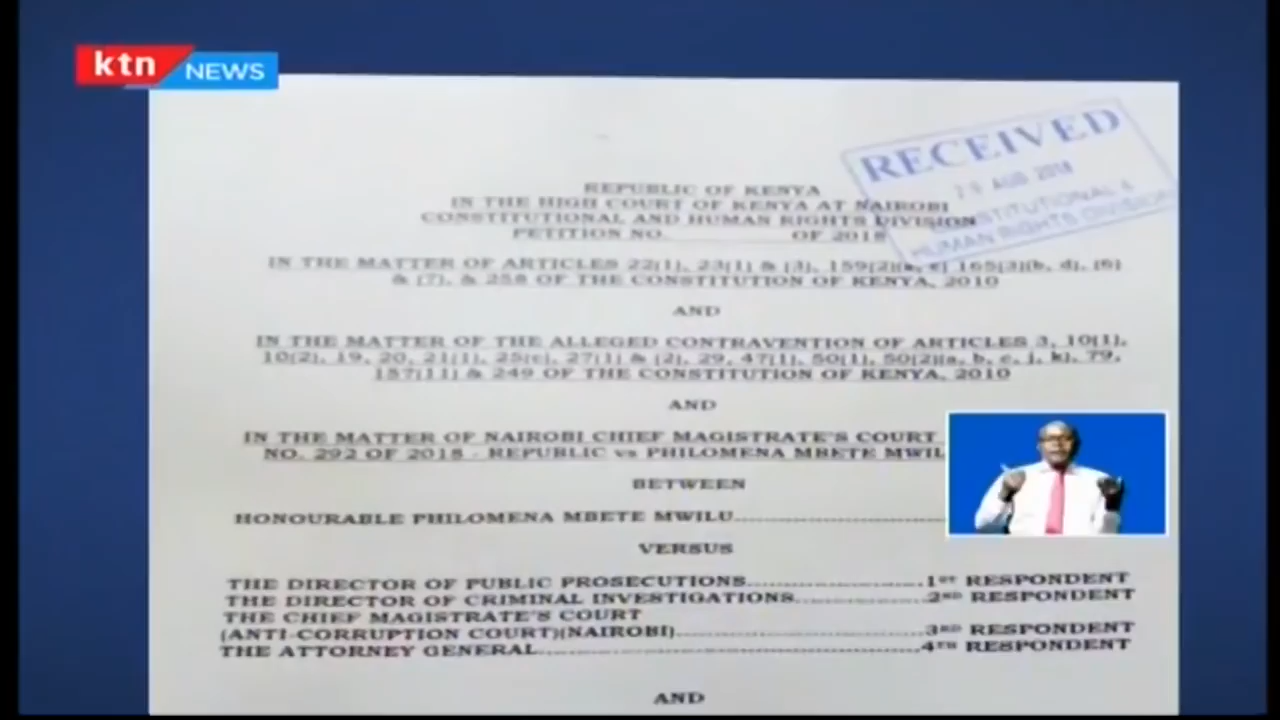 ktn NEWS
RECEIVED
AUG 2018
CONSTITUTIONAL &
HUMAN RIGHTS DIVISION
REPUBLIC OF KENYA
IN THE HIGH COURT OF KENYA AT NAIROBI
CONSTITUTIONAL AND HUMAN RIGHTS DIVISION
PETITION NO. OF 2018
IN THE MATTER OF ARTICLES 22(1), 23(1) & (3), 159(2)(a, e) 165(3)(b, d), (6)
& (7), & 258 OF THE CONSTITUTION OF KENYA, 2010
AND
IN THE MATTER OF THE ALLEGED CONTRAVENTION OF ARTICLES 3, 10(1),
10(2), 19, 20, 21(1), 25(c), 27(1) & (2), 29, 47(1), 50(1), 50(2)(a, b, c, j, k), 79,
157(11) & 249 OF THE CONSTITUTION OF KENYA, 2010
AND
IN THE MATTER OF NAIROBI CHIEF MAGISTRATE'S COURT
NO. 292 OF 2018 - REPUBLIC vs PHILOMENA MBETE MWIL
BETWEEN
HONOURABLE PHILOMENA MBETE MWILU
VERSUS
THE DIRECTOR OF PUBLIC PROSECUTIONS.........................1ST RESPONDENT
THE DIRECTOR OF CRIMINAL INVESTIGATIONS..................2ND RESPONDENT
THE CHIEF MAGISTRATE'S COURT
(ANTI-CORRUPTION COURT)(NAIROBI)...................................3RD RESPONDENT
THE ATTORNEY GENERAL......................................................4TH RESPONDENT
AND